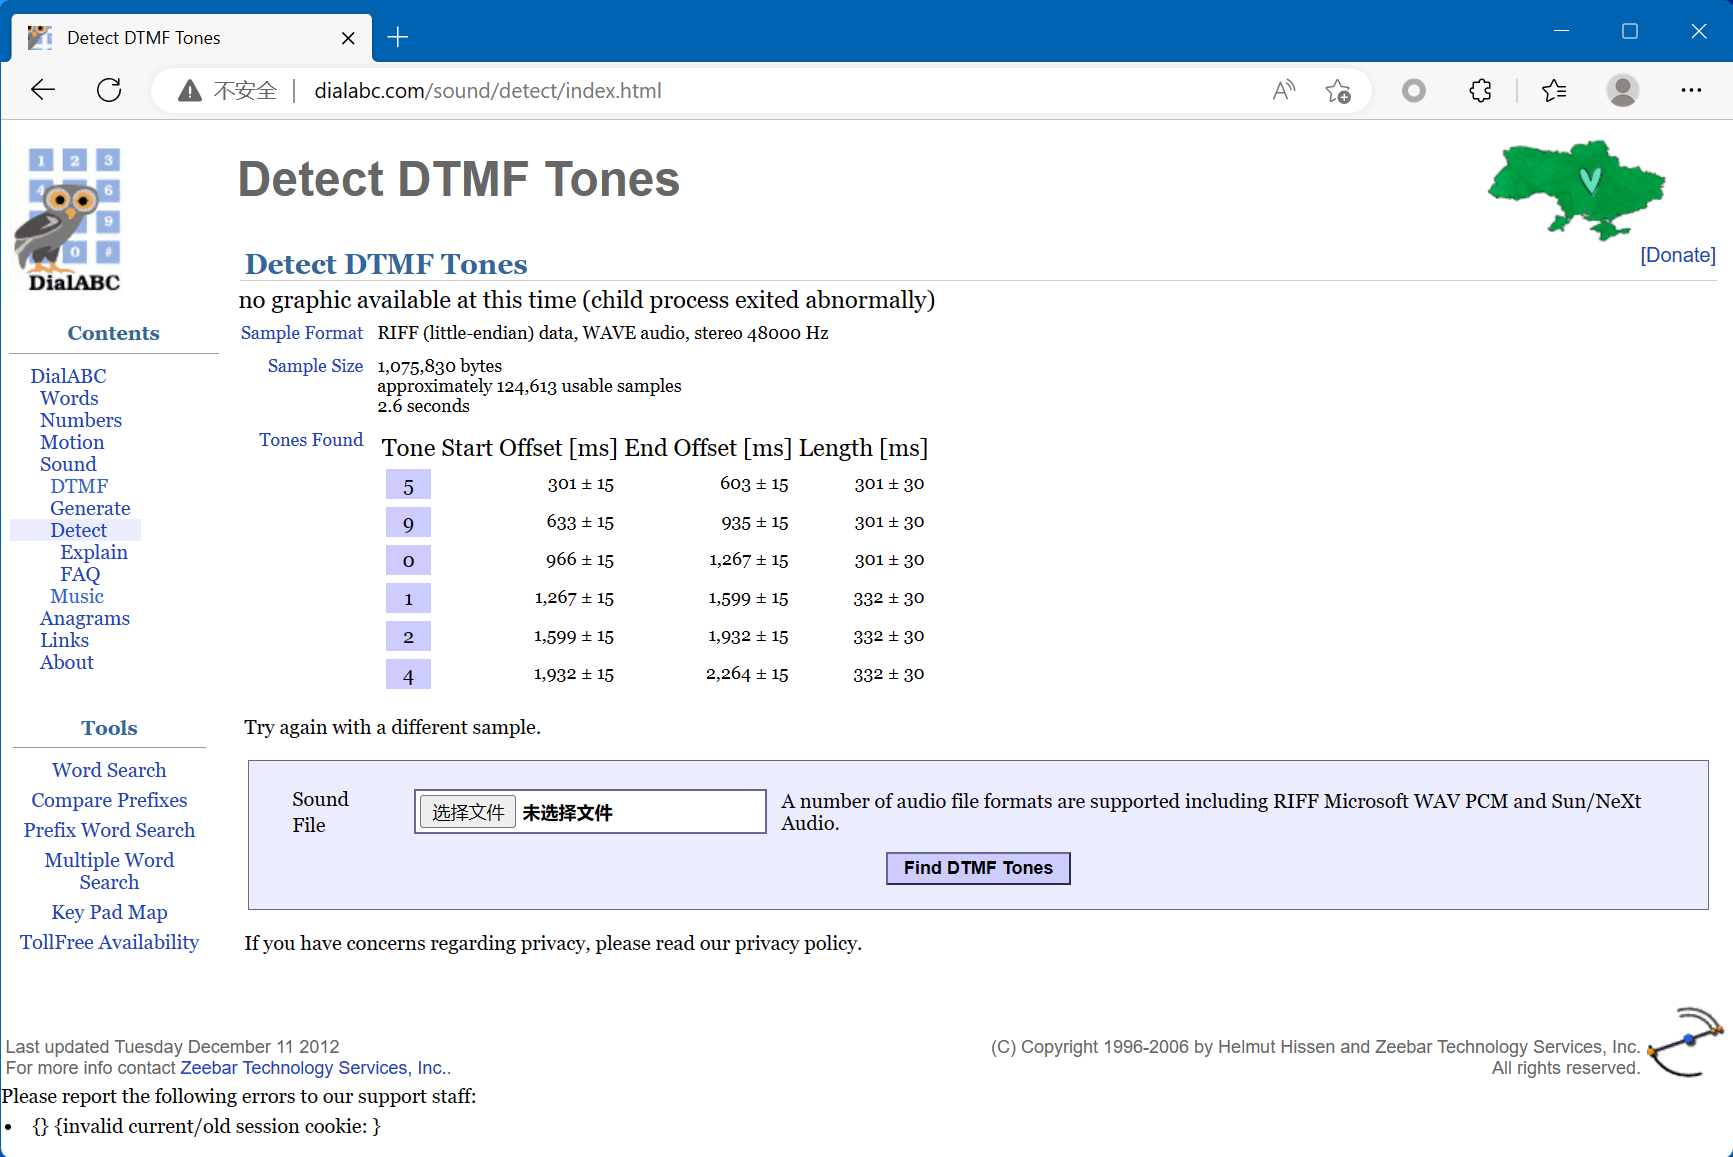 Detect DTMF Tones
不安全 | dialabc.com/sound/detect/index.html
1 2 3
4 6
9
0 #
DialABC
Detect DTMF Tones
[Donate]
Detect DTMF Tones
no graphic available at this time (child process exited abnormally)
Sample Format RIFF (little-endian) data, WAVE audio, stereo 48000 Hz
Sample Size 1,075,830 bytes
approximately 124,613 usable samples
2.6 seconds
Tones Found Tone Start Offset [ms] End Offset [ms] Length [ms]
5 301 ± 15 603 ± 15 301 ± 30
9 633 ± 15 935 ± 15 301 ± 30
0 966 ± 15 1,267 ± 15 301 ± 30
1 1,267 ± 15 1,599 ± 15 332 ± 30
2 1,599 ± 15 1,932 ± 15 332 ± 30
4 1,932 ± 15 2,264 ± 15 332 ± 30
Try again with a different sample.
Sound
File
选择文件 未选择文件
A number of audio file formats are supported including RIFF Microsoft WAV PCM and Sun/NeXt
Audio.
Find DTMF Tones
If you have concerns regarding privacy, please read our privacy policy.
Contents
DialABC
Words
Numbers
Motion
Sound
DTMF
Generate
Detect
Explain
FAQ
Music
Anagrams
Links
About
Tools
Word Search
Compare Prefixes
Prefix Word Search
Multiple Word
Search
Key Pad Map
TollFree Availability
Last updated Tuesday December 11 2012
For more info contact Zeebar Technology Services, Inc..
(C) Copyright 1996-2006 by Helmut Hissen and Zeebar Technology Services, Inc.
All rights reserved.
Please report the following errors to our support staff:
• {} {invalid current/old session cookie: }